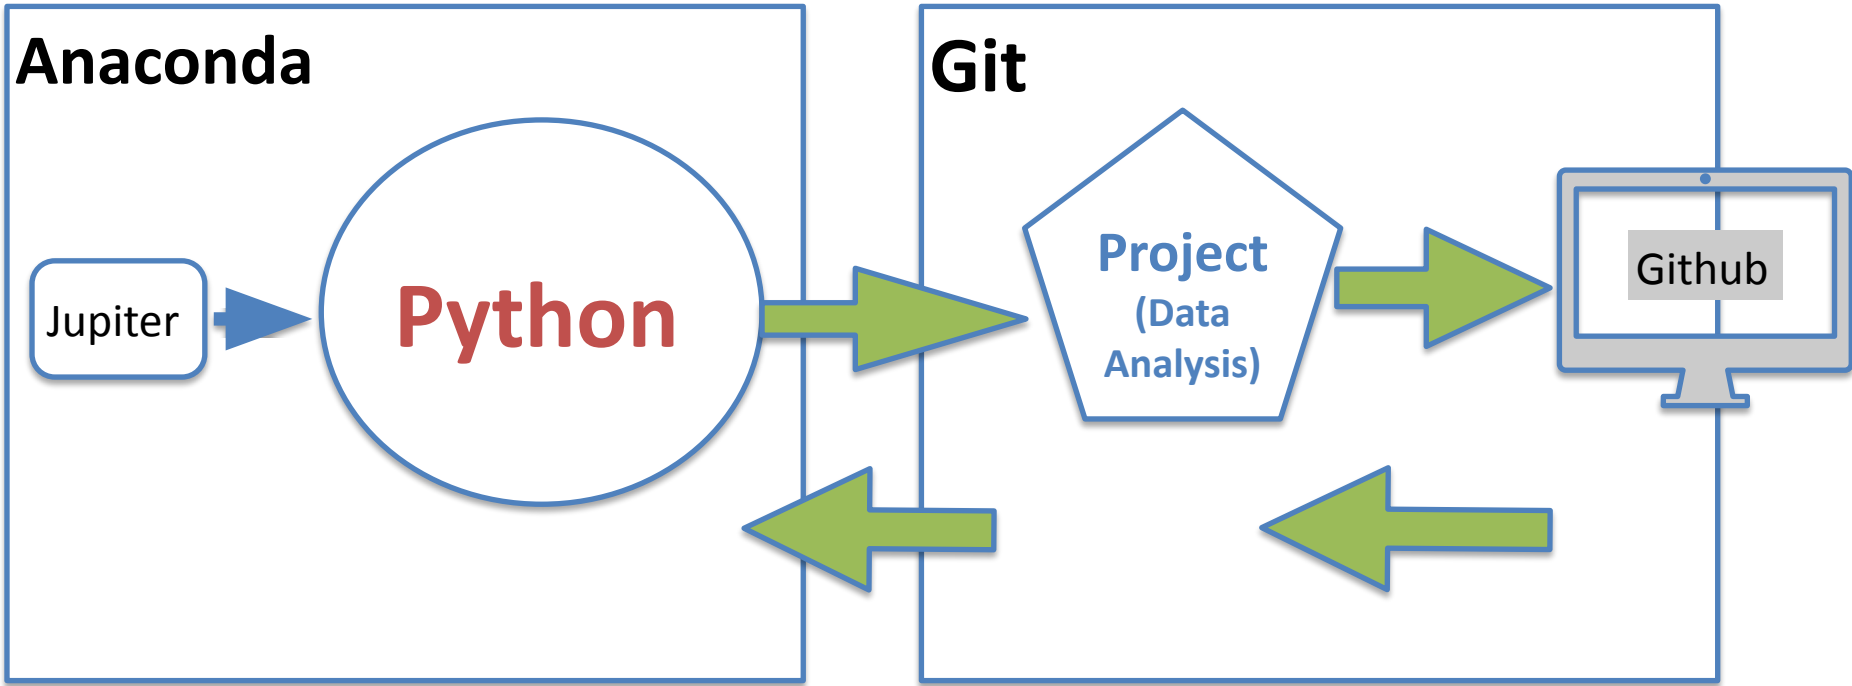 Anaconda
Git
Jupiter
Python
Project
(Data
Analysis)
Github